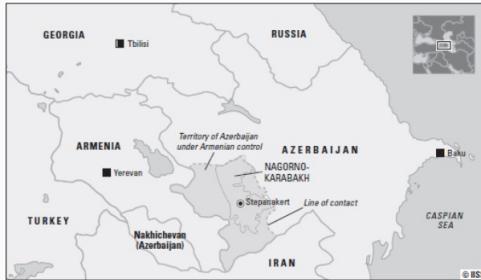 GEORGIA
RUSSIA
Tbilisi
ARMENIA
Territory of Azerbaijan
under Armenian control
AZERBAIJAN
NAGORNO-
KARABAKH
Baku
Yerevan
Stepanakert
Line of contact
TURKEY
Nakhichevan
(Azerbaijan)
CASPIAN
SEA
IRAN
© IISS